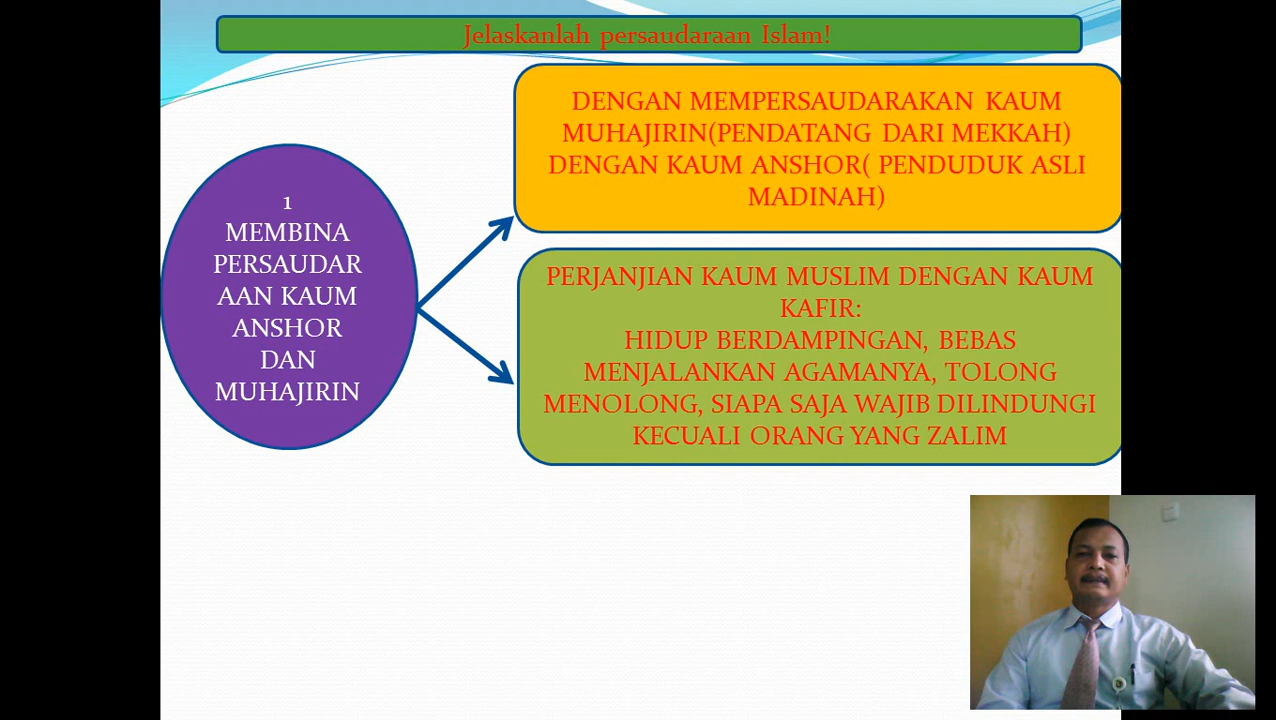 Jelaskanlah persaudaraan Islam!
DENGAN MEMPERSAUDARAKAN KAUM
MUHAJIRIN(PENDATANG DARI MEKKAH)
DENGAN KAUM ANSHOR( PENDUDUK ASLI
MADINAH)
1
MEMBINA
PERSAUDAR
AAN KAUM
ANSHOR
DAN
MUHAJIRIN
PERJANJIAN KAUM MUSLIM DENGAN KAUM
KAFIR:
HIDUP BERDAMPINGAN, BEBAS
MENJALANKAN AGAMANYA, TOLONG
MENOLONG, SIAPA SAJA WAJIB DILINDUNGI
KECUALI ORANG YANG ZALIM